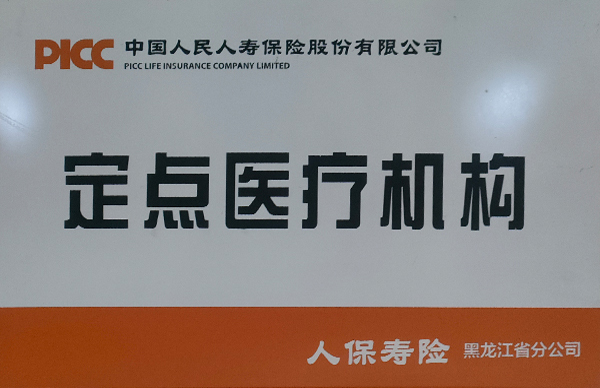 PICC 中国人民人寿保险股份有限公司
PICC LIFE INSURANCE COMPANY LIMITED
定点医疗机构
人保寿险 黑龙江省分公司